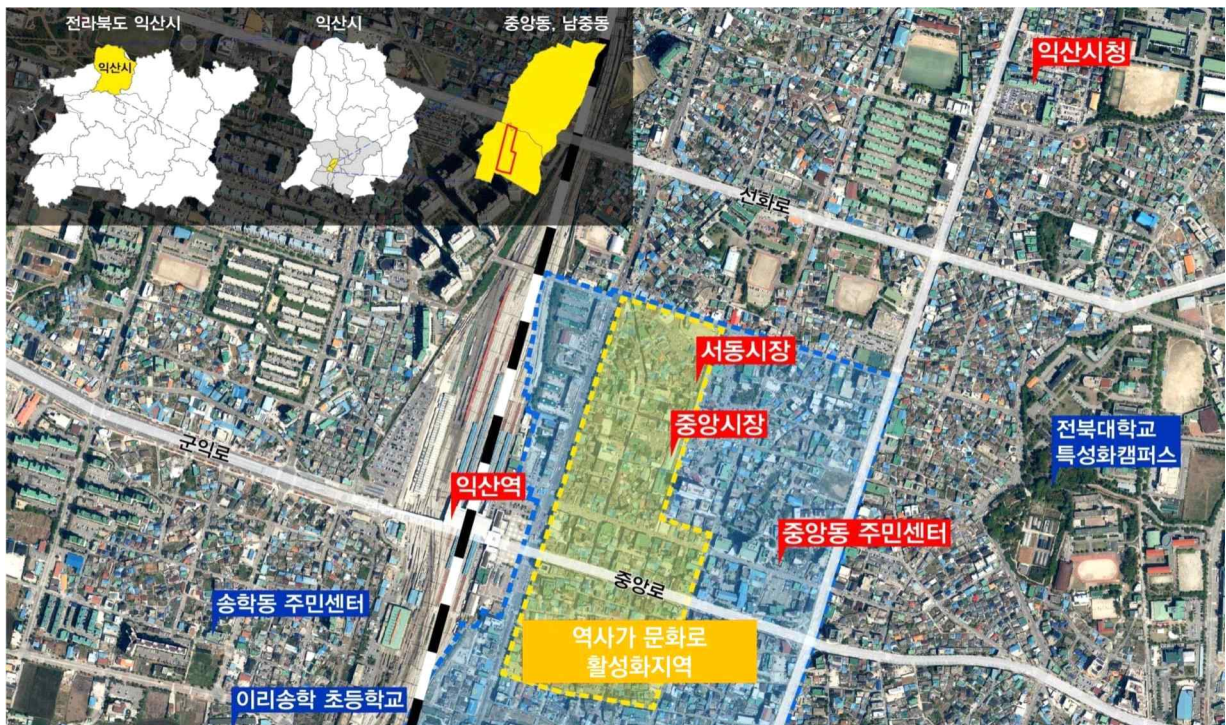 전라북도 익산시
익산시
중앙동, 남중동
익산시
익산시청
선화로
서동시장
중앙시장
전북대학교
특성화캠퍼스
군익로
익산역
중앙동 주민센터
중앙로
송학동 주민센터
역사가 문화로
활성화지역
이리송학 초등학교